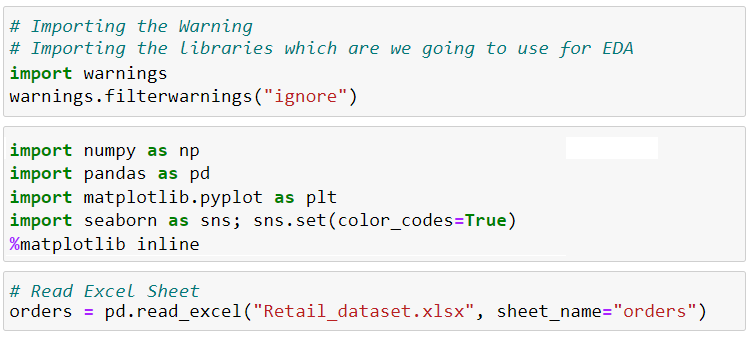 # Importing the Warning
# Importing the libraries which are we going to use for EDA
import warnings
warnings.filterwarnings("ignore")
import numpy as np
import pandas as pd
import matplotlib.pyplot as plt
import seaborn as sns; sns.set(color_codes=True)
%matplotlib inline
# Read Excel Sheet
orders = pd.read_excel("Retail_dataset.xlsx", sheet_name="orders")